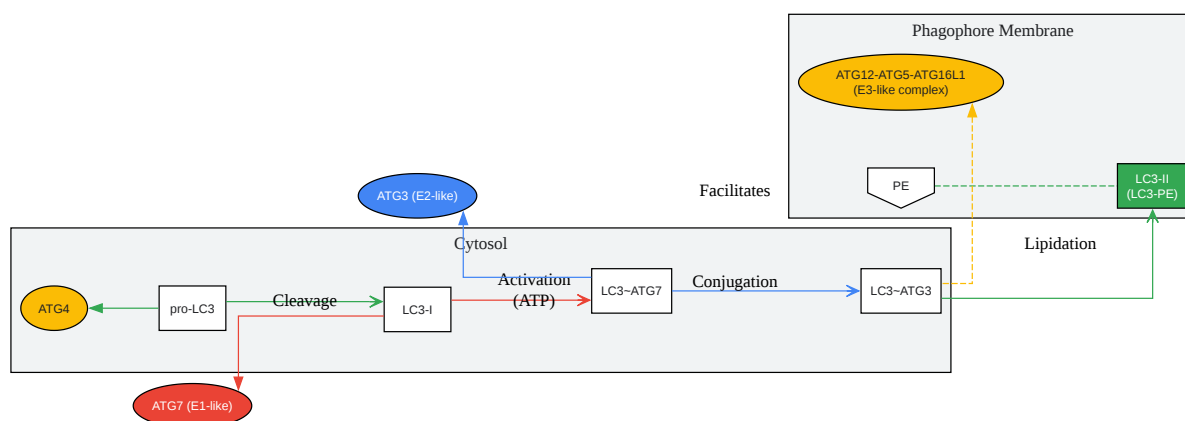 Phagophore Membrane
ATG12-ATG5-ATG16L1
(E3-like complex)
PE
LC3-II
(LC3-PE)
ATG3 (E2-like)
Facilitates
Cytosol
Lipidation
Activation
(ATP)
Conjugation
ATG4
pro-LC3
Cleavage
LC3-I
LC3~ATG7
LC3~ATG3
ATG7 (E1-like)